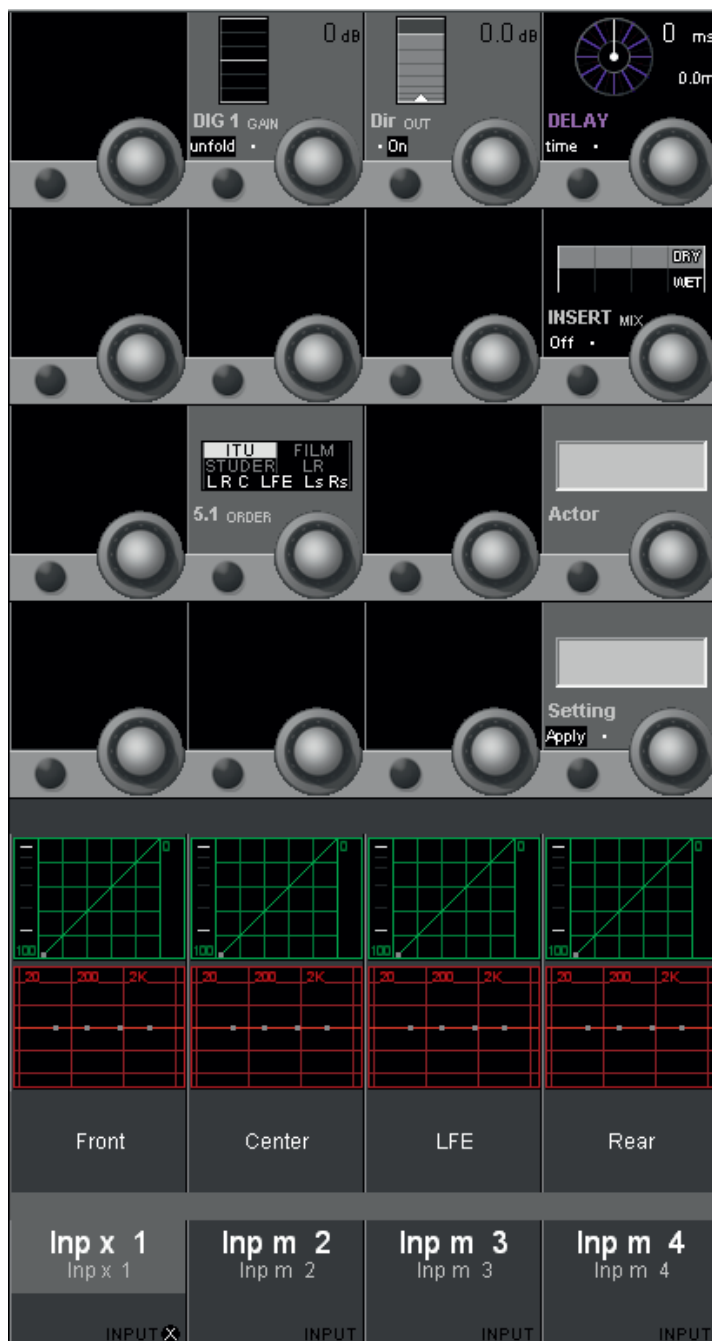 0 dB
DIG 1 GAIN
unfold
0.0 dB
Dir OUT
On
0 ms
0.0m
DELAY
time
DRY
WET
INSERT MIX
Off
ITU FILM
STUDER LR
L R C LFE Ls Rs
5.1 ORDER
Actor
Setting
Apply
0 0 0 0
100 100 100 100
20 200 2K 20 200 2K 20 200 2K 20 200 2K
Front Center LFE Rear
Inp x 1 Inp m 2 Inp m 3 Inp m 4
Inp x 1 Inp m 2 Inp m 3 Inp m 4
INPUT X INPUT INPUT INPUT